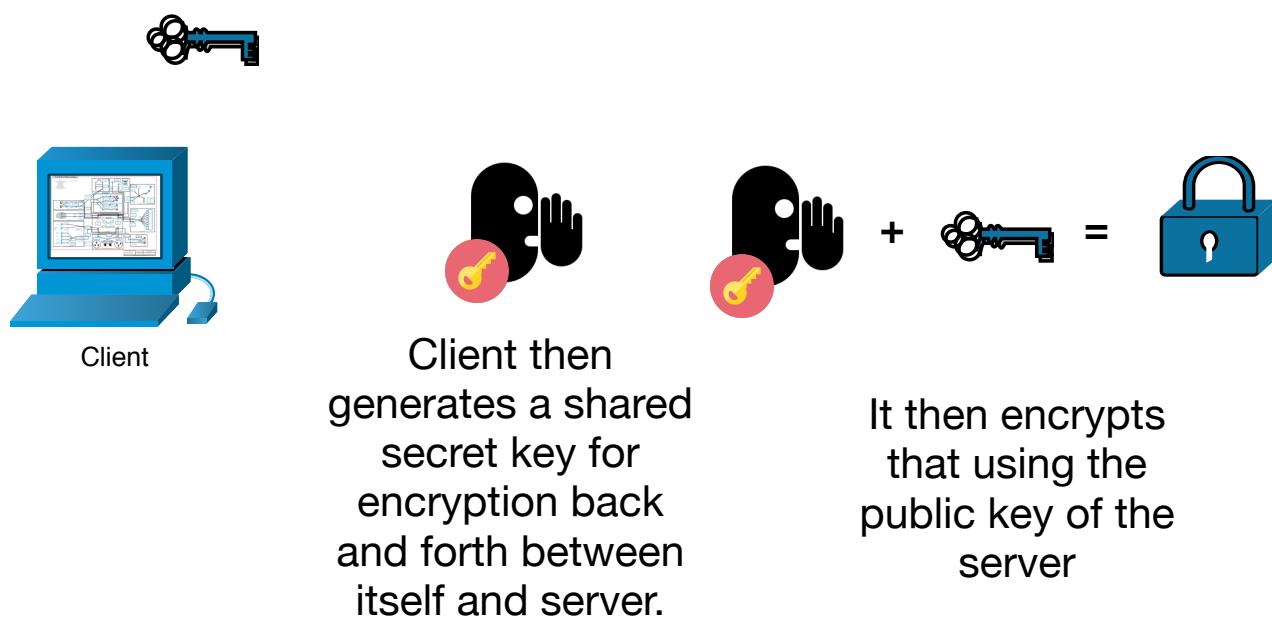 +
=
Client
Client then
generates a shared
secret key for
encryption back
and forth between
itself and server.
It then encrypts
that using the
public key of the
server